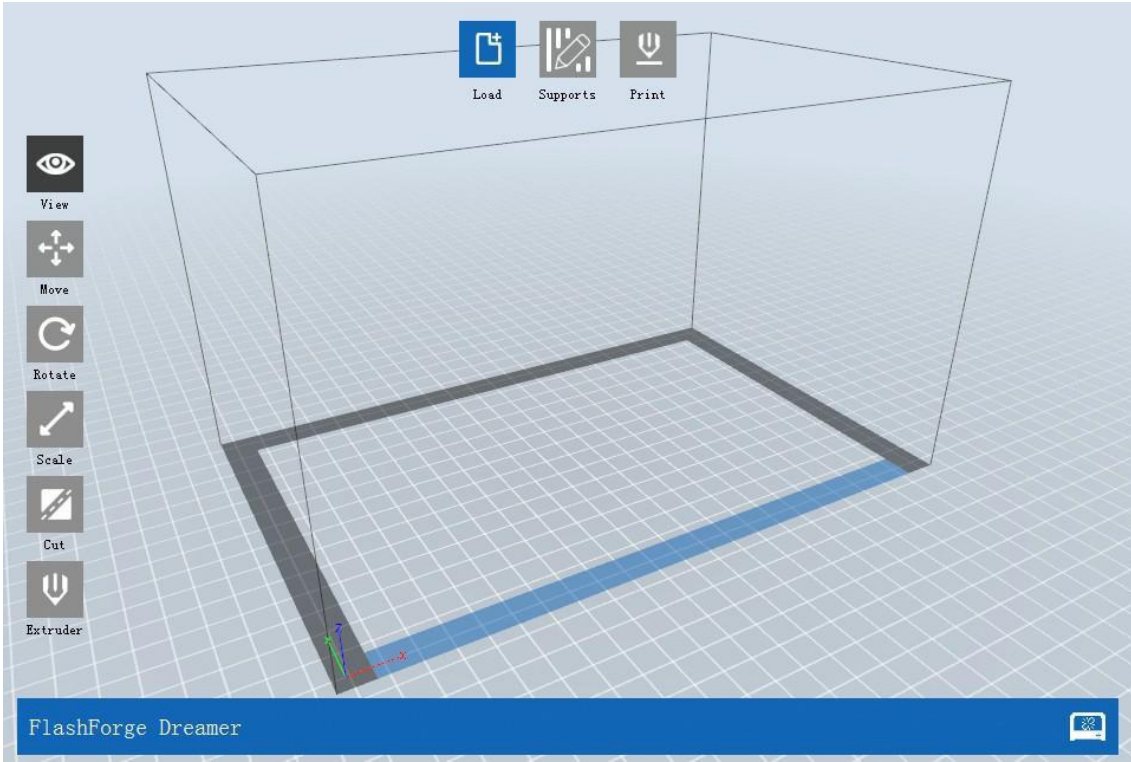 Load
Supports
Print
View
Move
Rotate
Scale
Cut
Extruder
Z
Y
X
FlashForge Dreamer